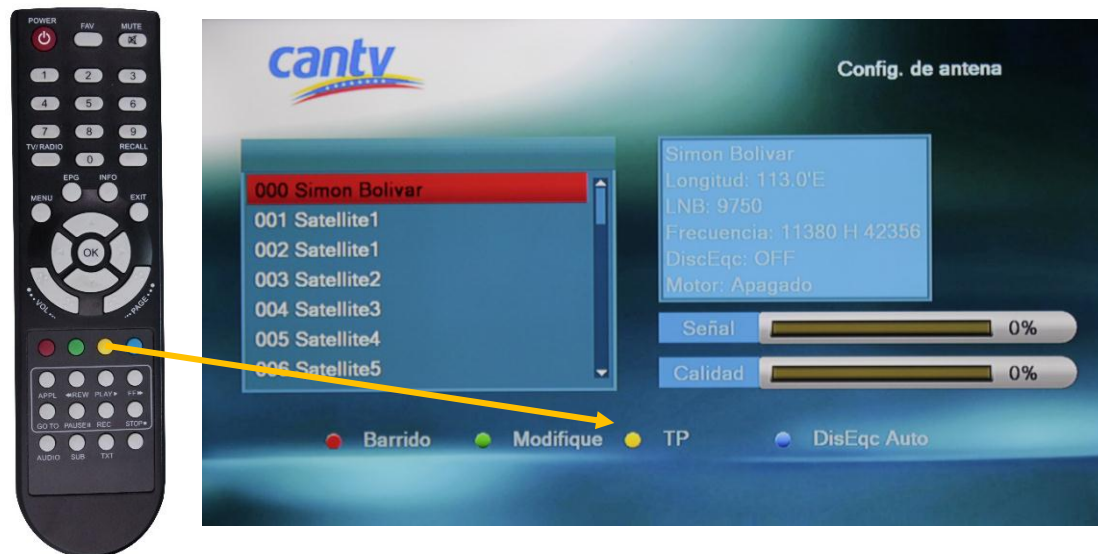 POWER FAV MUTE
1 2 3
4 5 6
7 8 9
TV/RADIO 0 RECALL
EPG INFO
MENU EXIT
OK
VOL PAGE
APPL REW PLAY FF
GO TO PAUSE REC STOP
AUDIO SUB TXT
cantv
Config. de antena
000 Simon Bolivar
001 Satellite1
002 Satellite1
003 Satellite2
004 Satellite3
005 Satellite4
006 Satellite5
Simon Bolivar
Longitud: 113.0'E
LNB: 9750
Frecuencia: 11380 H 42356
DiscEqc: OFF
Motor: Apagado
Señal 0%
Calidad 0%
Barrido Modifique TP DisEqc Auto